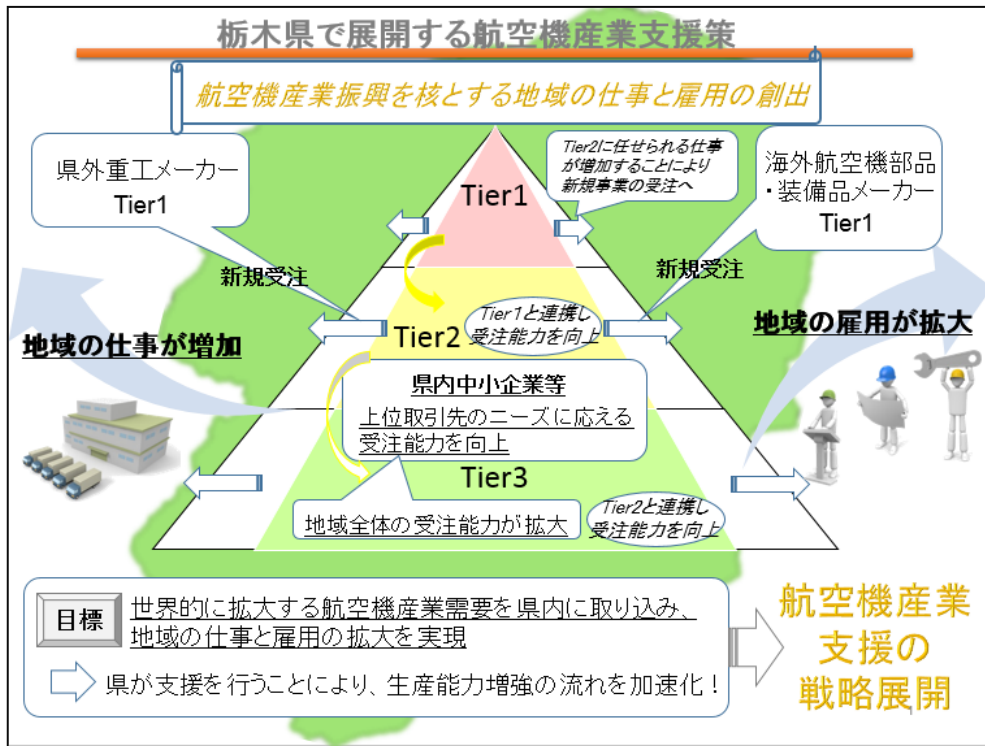 栃木県で展開する航空機産業支援策
航空機産業振興を核とする地域の仕事と雇用の創出
県外重工メーカー
Tier1
Tier1
Tier2に任せられる仕事
が増加することにより
新規事業の受注へ
海外航空機部品
・装備品メーカー
Tier1
新規受注
新規受注
地域の仕事が増加
Tier2
Tier1と連携し
受注能力を向上
地域の雇用が拡大
県内中小企業等
上位取引先のニーズに応える
受注能力を向上
Tier3
地域全体の受注能力が拡大
Tier2と連携し
受注能力を向上
目標
世界的に拡大する航空機産業需要を県内に取り込み、
地域の仕事と雇用の拡大を実現
県が支援を行うことにより、生産能力増強の流れを加速化！
航空機産業
支援の
戦略展開
1